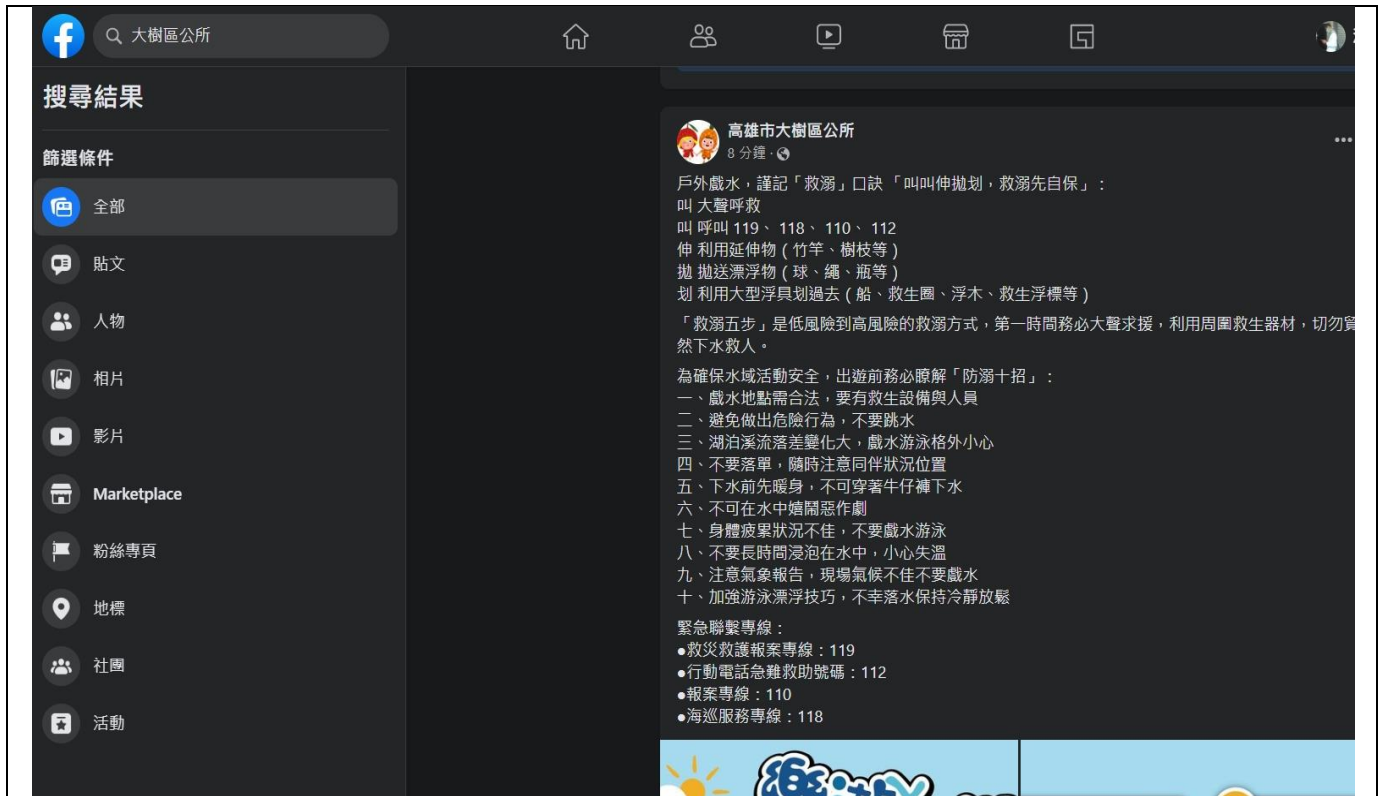 大樹區公所
搜尋結果
篩選條件
全部
貼文
人物
相片
影片
Marketplace
粉絲專頁
地標
社團
活動
高雄市大樹區公所
8 分鐘 ·
戶外戲水，謹記「救溺」口訣 「叫叫伸拋划，救溺先自保」：
叫 大聲呼救
叫 呼叫 119、 118、 110、 112
伸 利用延伸物 ( 竹竿、樹枝等 )
拋 拋送漂浮物 ( 球、繩、瓶等 )
划 利用大型浮具划過去 ( 船、救生圈、浮木、救生浮標等 )
「救溺五步」是低風險到高風險的救溺方式，第一時間務必大聲求援，利用周圍救生器材，切勿貿
然下水救人。
為確保水域活動安全，出遊前務必瞭解「防溺十招」：
一、戲水地點需合法，要有救生設備與人員
二、避免做出危險行為，不要跳水
三、湖泊溪流落差變化大，戲水游泳格外小心
四、不要落單，隨時注意同伴狀況位置
五、下水前先暖身，不可穿著牛仔褲下水
六、不可在水中嬉鬧惡作劇
七、身體疲累狀況不佳，不要戲水游泳
八、不要長時間浸泡在水中，小心失溫
九、注意氣象報告，現場氣候不佳不要戲水
十、加強游泳漂浮技巧，不幸落水保持冷靜放鬆
緊急聯繫專線：
●救災救護報案專線：119
●行動電話急難救助號碼：112
●報案專線：110
●海巡服務專線：118